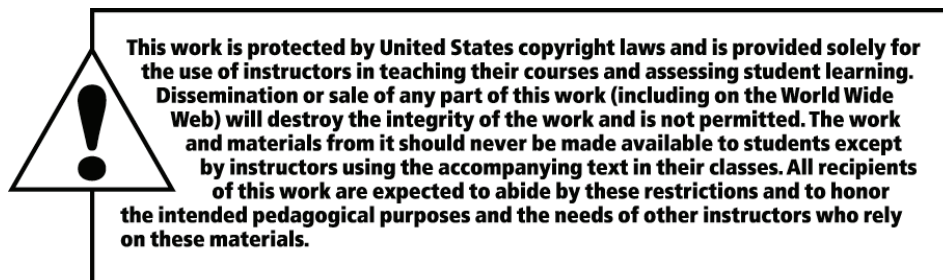 This work is protected by United States copyright laws and is provided solely for
the use of instructors in teaching their courses and assessing student learning.
Dissemination or sale of any part of this work (including on the World Wide
Web) will destroy the integrity of the work and is not permitted. The work
and materials from it should never be made available to students except
by instructors using the accompanying text in their classes. All recipients
of this work are expected to abide by these restrictions and to honor
the intended pedagogical purposes and the needs of other instructors who rely
on these materials.